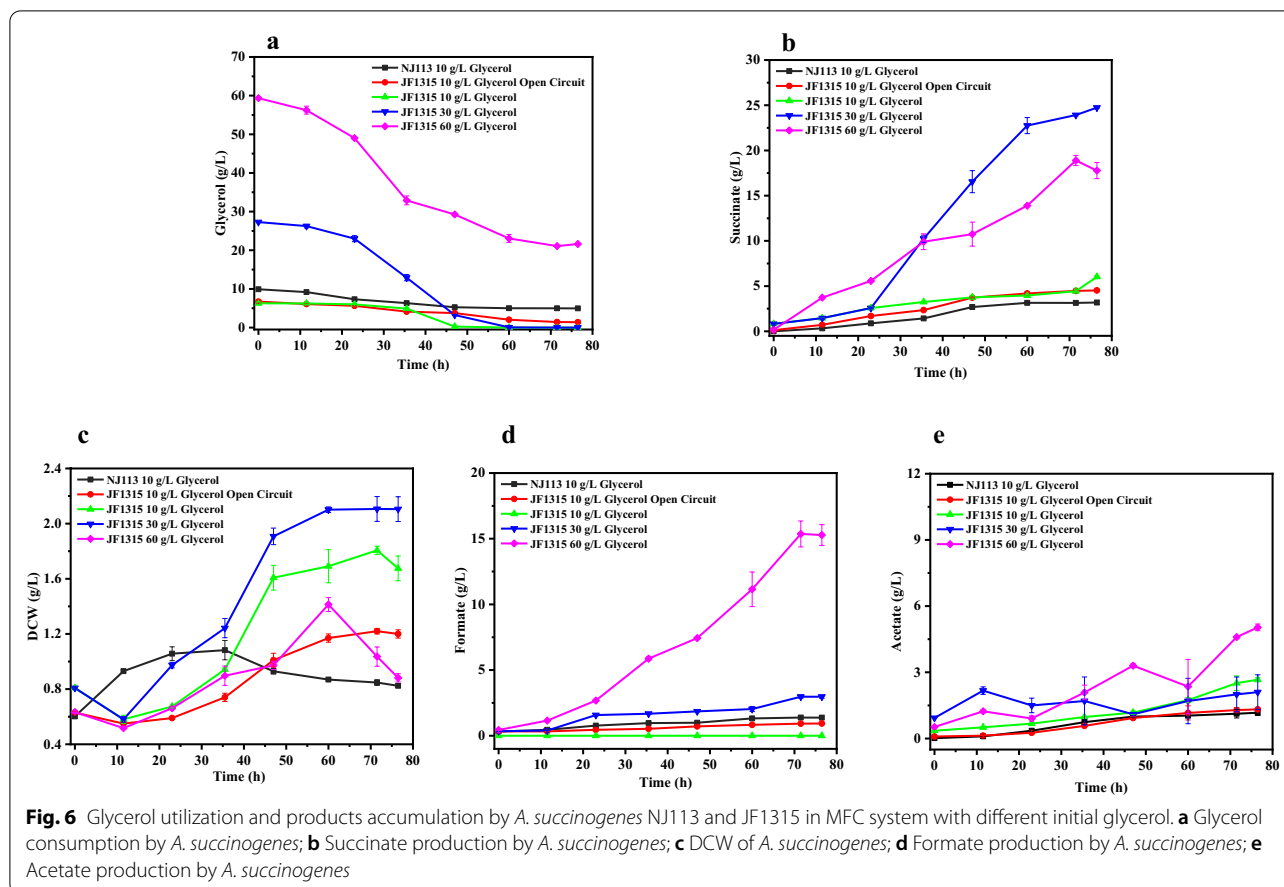 a
70
60
50
40
30
20
10
0
Glycerol (g/L)
NJ113 10 g/L Glycerol
JF1315 10 g/L Glycerol Open Circuit
JF1315 10 g/L Glycerol
JF1315 30 g/L Glycerol
JF1315 60 g/L Glycerol
0 10 20 30 40 50 60 70 80
Time (h)
b
30
25
20
15
10
5
0
Succinate (g/L)
NJ113 10 g/L Glycerol
JF1315 10 g/L Glycerol Open Circuit
JF1315 10 g/L Glycerol
JF1315 30 g/L Glycerol
JF1315 60 g/L Glycerol
0 10 20 30 40 50 60 70 80
Time (h)
c
2.4
2.0
1.6
1.2
0.8
0.4
DCW (g/L)
NJ113 10 g/L Glycerol
JF1315 10 g/L Glycerol Open Circuit
JF1315 10 g/L Glycerol
JF1315 30 g/L Glycerol
JF1315 60 g/L Glycerol
0 10 20 30 40 50 60 70 80
Time (h)
d
20
15
10
5
0
Formate (g/L)
NJ113 10 g/L Glycerol
JF1315 10 g/L Glycerol Open Circuit
JF1315 10 g/L Glycerol
JF1315 30 g/L Glycerol
JF1315 60 g/L Glycerol
0 10 20 30 40 50 60 70 80
Time (h)
e
12
9
6
3
0
Acetate (g/L)
NJ113 10 g/L Glycerol
JF1315 10 g/L Glycerol Open Circuit
JF1315 10 g/L Glycerol
JF1315 30 g/L Glycerol
JF1315 60 g/L Glycerol
0 10 20 30 40 50 60 70 80
Time (h)
Fig. 6 Glycerol utilization and products accumulation by A. succinogenes NJ113 and JF1315 in MFC system with different initial glycerol. a Glycerol
consumption by A. succinogenes; b Succinate production by A. succinogenes; c DCW of A. succinogenes; d Formate production by A. succinogenes; e
Acetate production by A. succinogenes